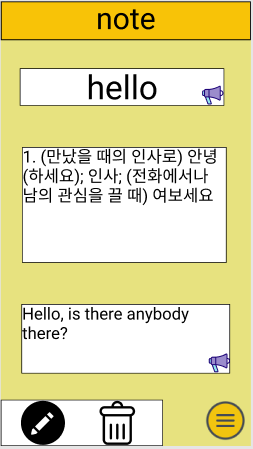 note
hello
1. (만났을 때의 인사로) 안녕
(하세요); 인사; (전화에서나
남의 관심을 끌 때) 여보세요
Hello, is there anybody
there?